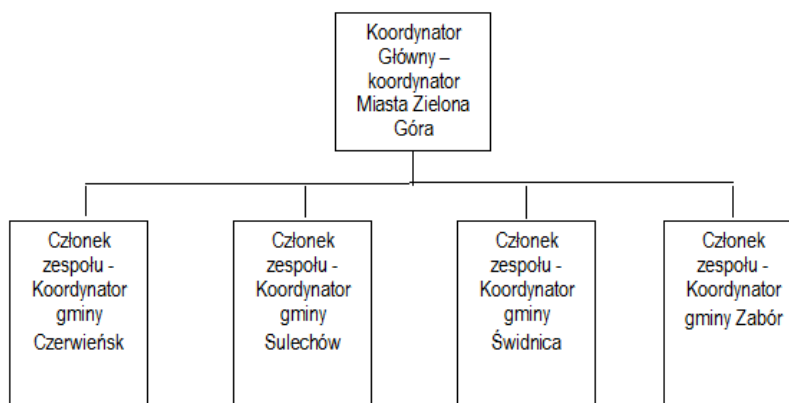 Koordynator
Główny –
koordynator
Miasta Zielona
Góra
Członek
zespołu -
Koordynator
gminy
Czerwieńsk
Członek
zespołu -
Koordynator
gminy
Sulechów
Członek
zespołu -
Koordynator
gminy
Świdnica
Członek
zespołu -
Koordynator
gminy Zabór